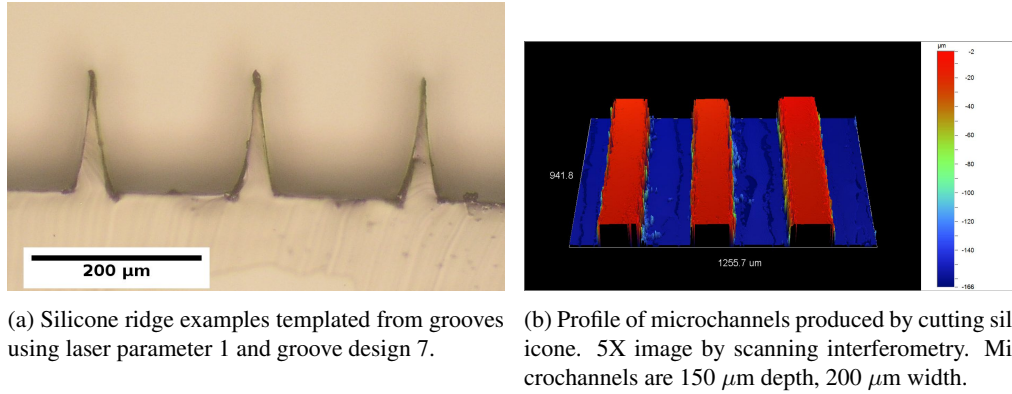 200 µm
µm
-2
-20
-40
-60
-80
-100
-120
-140
-166
941.8
1255.7 um
(a) Silicone ridge examples templated from grooves
using laser parameter 1 and groove design 7.
(b) Profile of microchannels produced by cutting sil
icone. 5X image by scanning interferometry. Mi
crochannels are 150 µm depth, 200 µm width.